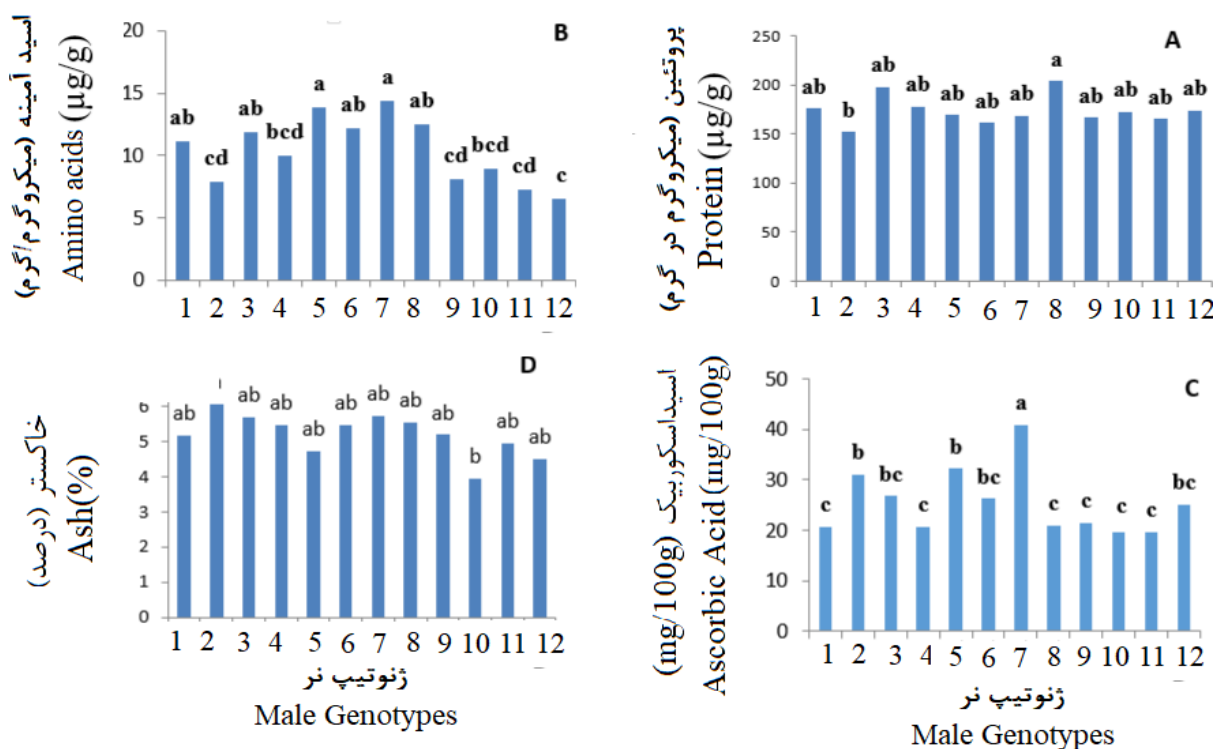 B
اسید آمینه (میکروگرم/گرم)
Amino acids (µg/g)
20
15
10
5
0
ab cd ab bcd a ab a ab cd bcd cd c
1 2 3 4 5 6 7 8 9 10 11 12
A
پروتئین (میکروگرم در گرم)
Protein (µg/g)
250
200
150
100
50
0
ab b ab ab ab ab ab a ab ab ab ab
1 2 3 4 5 6 7 8 9 10 11 12
D
خاکستر (درصد)
Ash(%)
6
5
4
3
2
1
0
ab ab ab ab ab ab ab ab b ab ab
1 2 3 4 5 6 7 8 9 10 11 12
ژنوتیپ نر
Male Genotypes
C
اسیداسکوربیک (mg/100g)
Ascorbic Acid (mg/100g)
50
40
30
20
10
0
c b bc c b bc a c c c c bc
1 2 3 4 5 6 7 8 9 10 11 12
ژنوتیپ نر
Male Genotypes